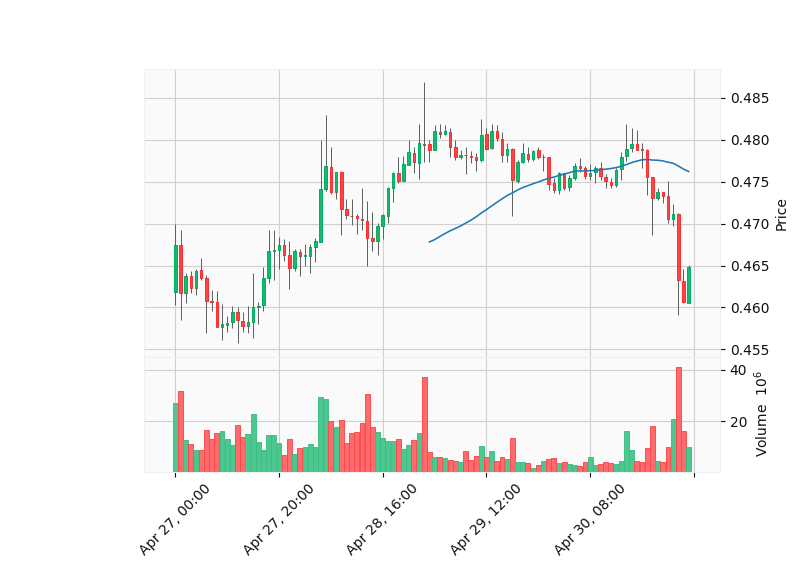 0.485
0.480
0.475
0.470
0.465
0.460
0.455
Price
40
20
Volume 10^6
Apr 27, 00:00
Apr 27, 20:00
Apr 28, 16:00
Apr 29, 12:00
Apr 30, 08:00